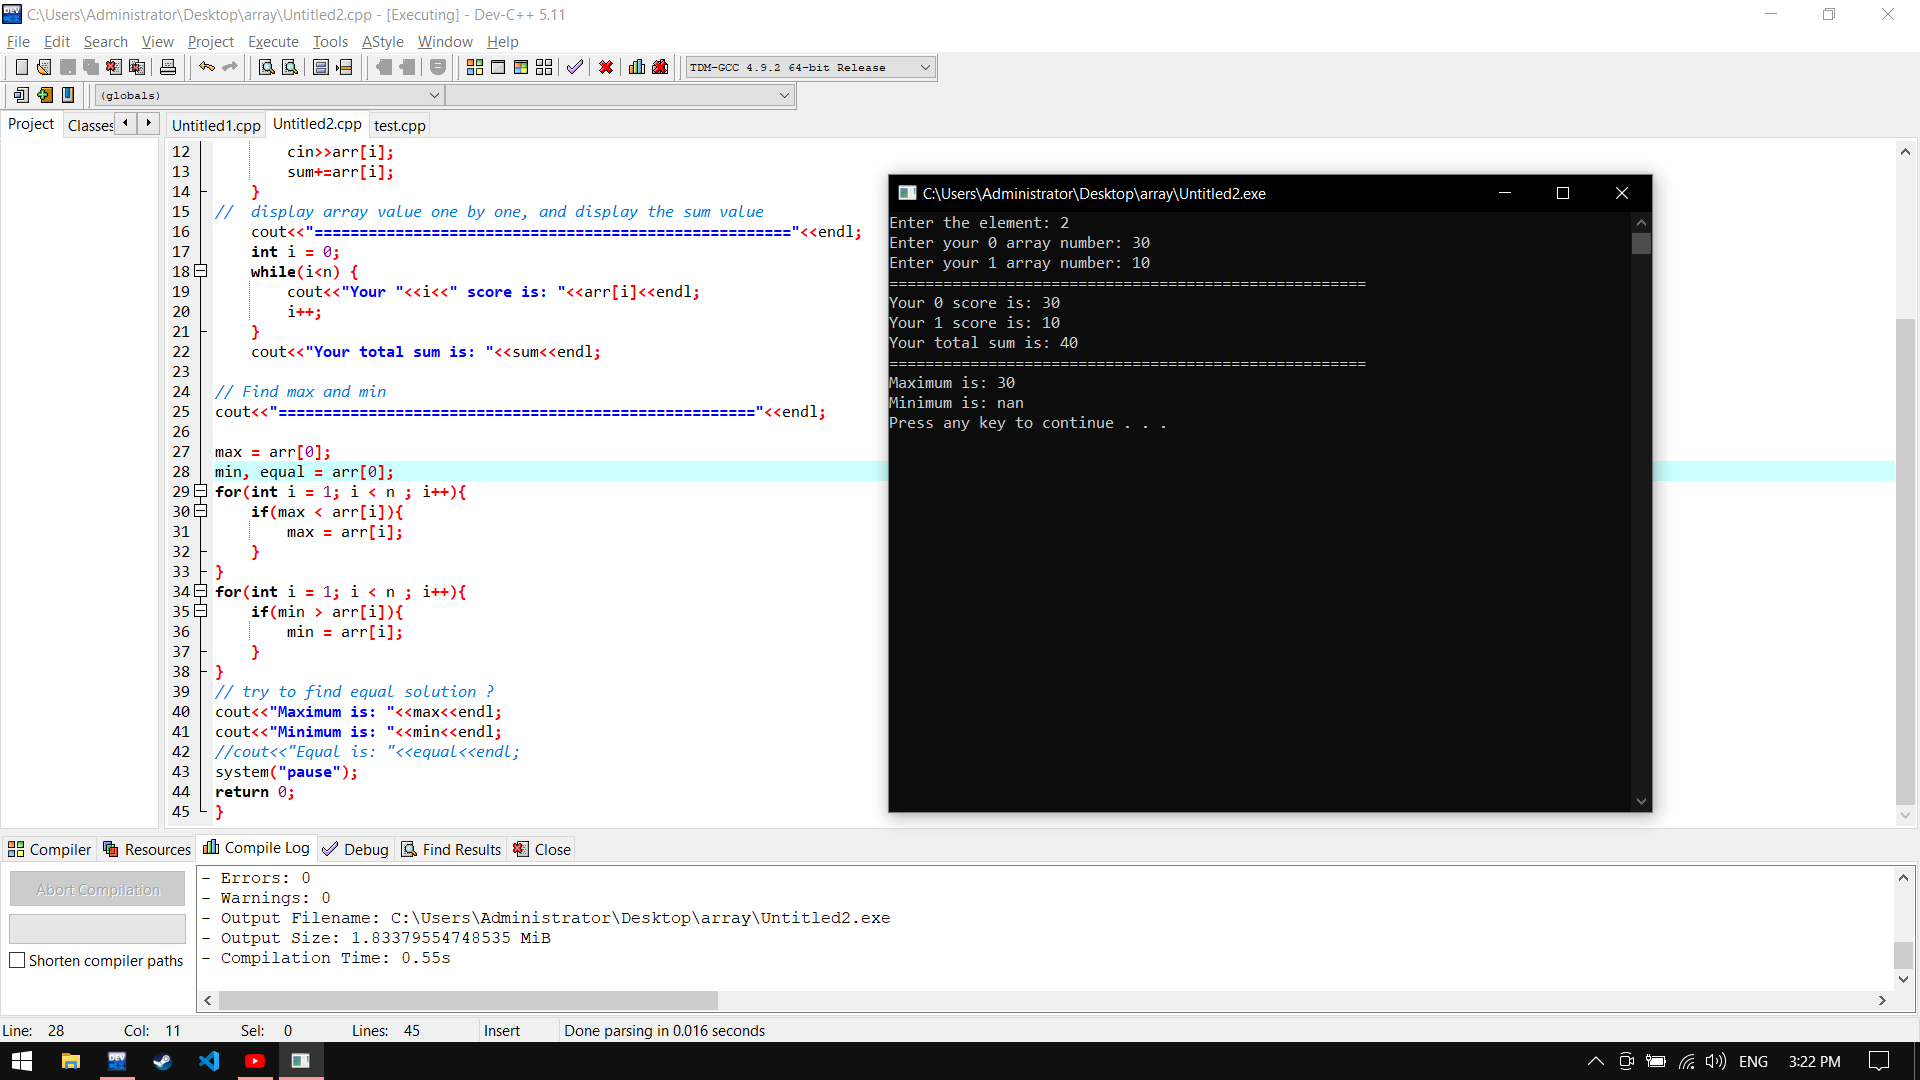 C:\Users\Administrator\Desktop\array\Untitled2.cpp - [Executing] - Dev-C++ 5.11
File Edit Search View Project Execute Tools AStyle Window Help
TDM-GCC 4.9.2 64-bit Release
(globals)
Project Classes Untitled1.cpp Untitled2.cpp test.cpp
12 cin>>arr[i];
13 sum+=arr[i];
14 }
15 // display array value one by one, and display the sum value
16 cout<<"====================================================="<<endl;
17 int i = 0;
18 while(i<n) {
19 cout<<"Your "<<i<<" score is: "<<arr[i]<<endl;
20 i++;
21 }
22 cout<<"Your total sum is: "<<sum<<endl;
23
24 // Find max and min
25 cout<<"====================================================="<<endl;
26
27 max = arr[0];
28 min, equal = arr[0];
29 for(int i = 1; i < n ; i++){
30 if(max < arr[i]){
31 max = arr[i];
32 }
33 }
34 for(int i = 1; i < n ; i++){
35 if(min > arr[i]){
36 min = arr[i];
37 }
38 }
39 // try to find equal solution ?
40 cout<<"Maximum is: "<<max<<endl;
41 cout<<"Minimum is: "<<min<<endl;
42 //cout<<"Equal is: "<<equal<<endl;
43 system("pause");
44 return 0;
45 }
C:\Users\Administrator\Desktop\array\Untitled2.exe
Enter the element: 2
Enter your 0 array number: 30
Enter your 1 array number: 10
=====================================================
Your 0 score is: 30
Your 1 score is: 10
Your total sum is: 40
=====================================================
Maximum is: 30
Minimum is: nan
Press any key to continue . . .
Compiler Resources Compile Log Debug Find Results Close
Abort Compilation
Shorten compiler paths
- Errors: 0
- Warnings: 0
- Output Filename: C:\Users\Administrator\Desktop\array\Untitled2.exe
- Output Size: 1.83379554748535 MiB
- Compilation Time: 0.55s
Line: 28 Col: 11 Sel: 0 Lines: 45 Insert Done parsing in 0.016 seconds
DEV
ENG 3:22 PM